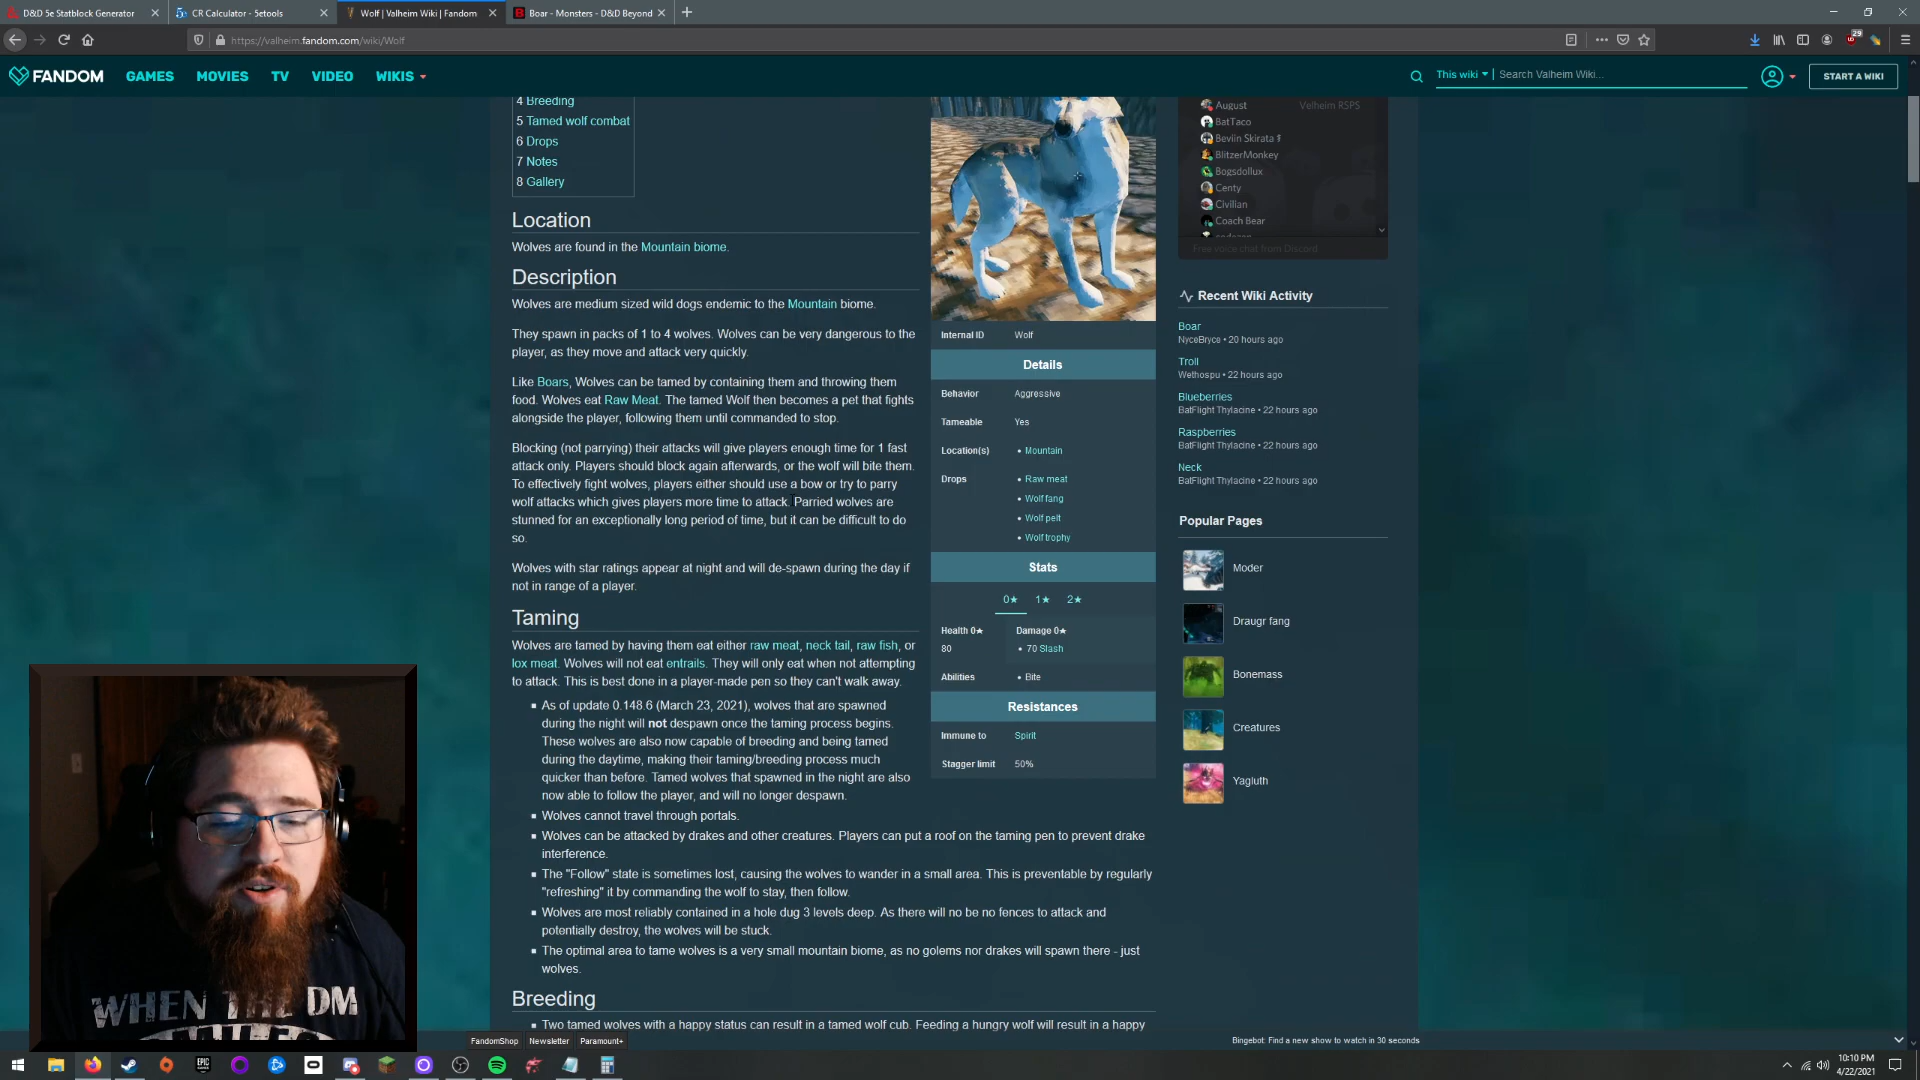 D&D 5e Statblock Generator
CR Calculator - 5etools
Wolf | Valheim Wiki | Fandom
Boar - Monsters - D&D Beyond
https://valheim.fandom.com/wiki/Wolf
29
FANDOM
GAMES
MOVIES
TV
VIDEO
WIKIS
This wiki
Search Valheim Wiki...
START A WIKI
4 Breeding
5 Tamed wolf combat
6 Drops
7 Notes
8 Gallery
Location
Wolves are found in the Mountain biome.
Description
Wolves are medium sized wild dogs endemic to the Mountain biome.
They spawn in packs of 1 to 4 wolves. Wolves can be very dangerous to the
player, as they move and attack very quickly.
Like Boars, Wolves can be tamed by containing them and throwing them
food. Wolves eat Raw Meat. The tamed Wolf then becomes a pet that fights
alongside the player, following them until commanded to stop.
Blocking (not parrying) their attacks will give players enough time for 1 fast
attack only. Players should block again afterwards, or the wolf will bite them.
To effectively fight wolves, players either should use a bow or try to parry
wolf attacks which gives players more time to attack. Parried wolves are
stunned for an exceptionally long period of time, but it can be difficult to do
so.
Wolves with star ratings appear at night and will de-spawn during the day if
not in range of a player.
Taming
Wolves are tamed by having them eat either raw meat, neck tail, raw fish, or
lox meat. Wolves will not eat entrails. They will only eat when not attempting
to attack. This is best done in a player-made pen so they can't walk away.
As of update 0.148.6 (March 23, 2021), wolves that are spawned
during the night will not despawn once the taming process begins.
These wolves are also now capable of breeding and being tamed
during the daytime, making their taming/breeding process much
quicker than before. Tamed wolves that spawned in the night are also
now able to follow the player, and will no longer despawn.
Wolves cannot travel through portals.
Wolves can be attacked by drakes and other creatures. Players can put a roof on the taming pen to prevent drake
interference.
The "Follow" state is sometimes lost, causing the wolves to wander in a small area. This is preventable by regularly
"refreshing" it by commanding the wolf to stay, then follow.
Wolves are most reliably contained in a hole dug 3 levels deep. As there will no be no fences to attack and
potentially destroy, the wolves will be stuck.
The optimal area to tame wolves is a very small mountain biome, as no golems nor drakes will spawn there - just
wolves.
Breeding
Two tamed wolves with a happy status can result in a tamed wolf cub. Feeding a hungry wolf will result in a happy
Internal ID Wolf
Details
Behavior Aggressive
Tameable Yes
Location(s) • Mountain
Drops • Raw meat
• Wolf fang
• Wolf pelt
• Wolf trophy
Stats
0★ 1★ 2★
Health 0★ Damage 0★
80 • 70 Slash
Abilities • Bite
Resistances
Immune to Spirit
Stagger limit 50%
August Velheim RSPS
BatTaco
Beviin Skirata
BlitzerMonkey
Bogsdollux
Centy
Civilian
Coach Bear
Free voice chat from Discord
Recent Wiki Activity
Boar
NyceBryce • 20 hours ago
Troll
Wethospu • 22 hours ago
Blueberries
BatFlight Thylacine • 22 hours ago
Raspberries
BatFlight Thylacine • 22 hours ago
Neck
BatFlight Thylacine • 22 hours ago
Popular Pages
Moder
Draugr fang
Bonemass
Creatures
Yagluth
WHEN THE DM
FandomShop
Newsletter
Paramount+
Bingebot: Find a new show to watch in 30 seconds
EPIC
10:10 PM
4/22/2021